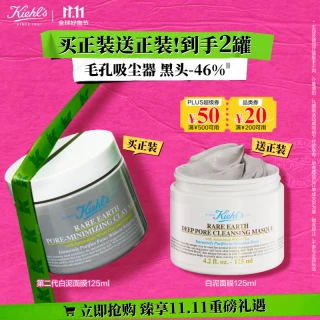 Kiehl's
SINCE 1851
11.11
全球好物节
买正装送正装!到手2罐
毛孔吸尘器 黑头-46%
PLUS超级券
¥50
满¥500可用
品类券
¥20
满¥200可用
买正装
送正装
Kiehl's
RARE EARTH
PORE-MINIMIZING CLAY
Kiehl's
RARE EARTH
DEEP PORE CLEANSING MASQUE
4.2 fl. oz. - 125 ml
第二代白泥面膜125ml
白泥面膜125ml
立即抢购 臻享11.11重磅礼遇